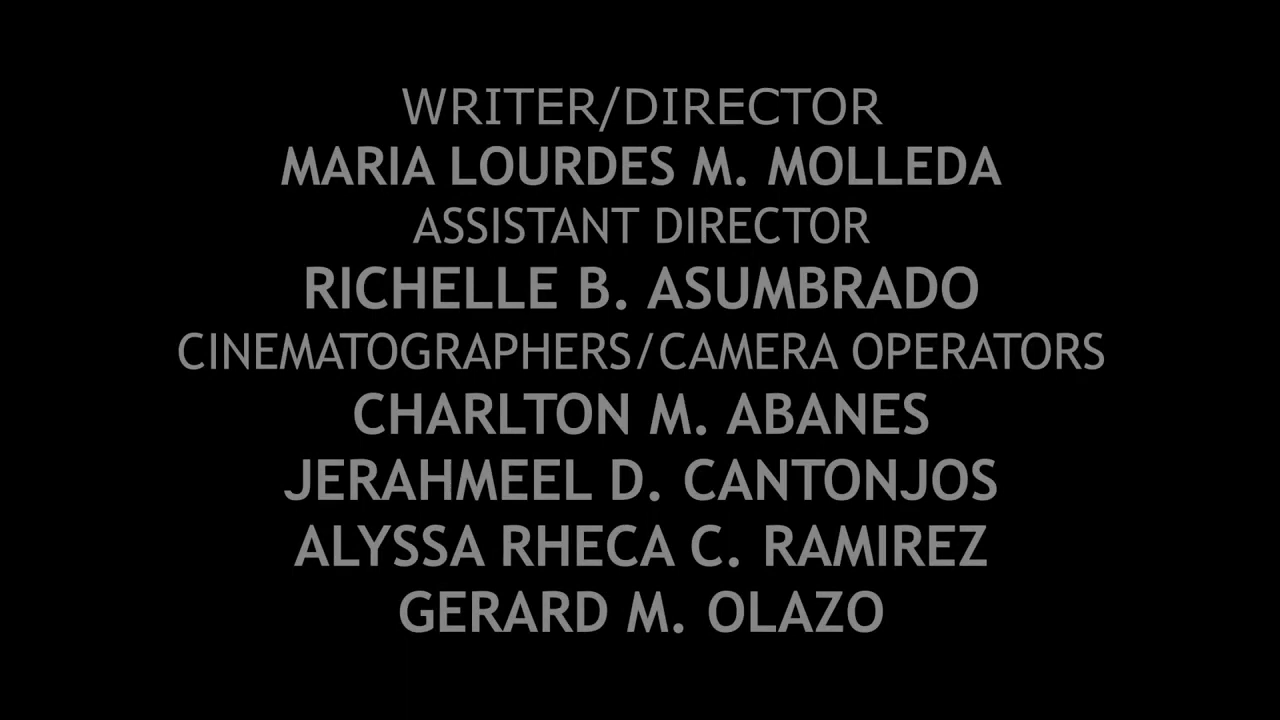 WRITER/DIRECTOR
MARIA LOURDES M. MOLLEDA
ASSISTANT DIRECTOR
RICHELLE B. ASUMBRADO
CINEMATOGRAPHERS/CAMERA OPERATORS
CHARLTON M. ABANES
JERAHMEEL D. CANTONJOS
ALYSSA RHECA C. RAMIREZ
GERARD M. OLAZO